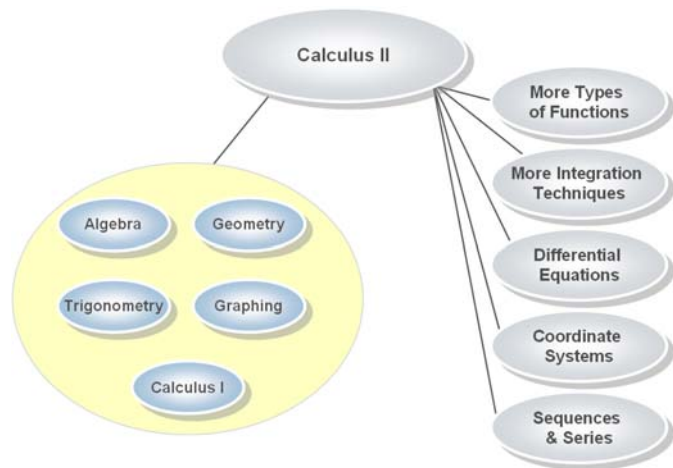 Calculus II
More Types
of Functions
More Integration
Techniques
Differential
Equations
Coordinate
Systems
Sequences
& Series
Algebra
Geometry
Trigonometry
Graphing
Calculus I